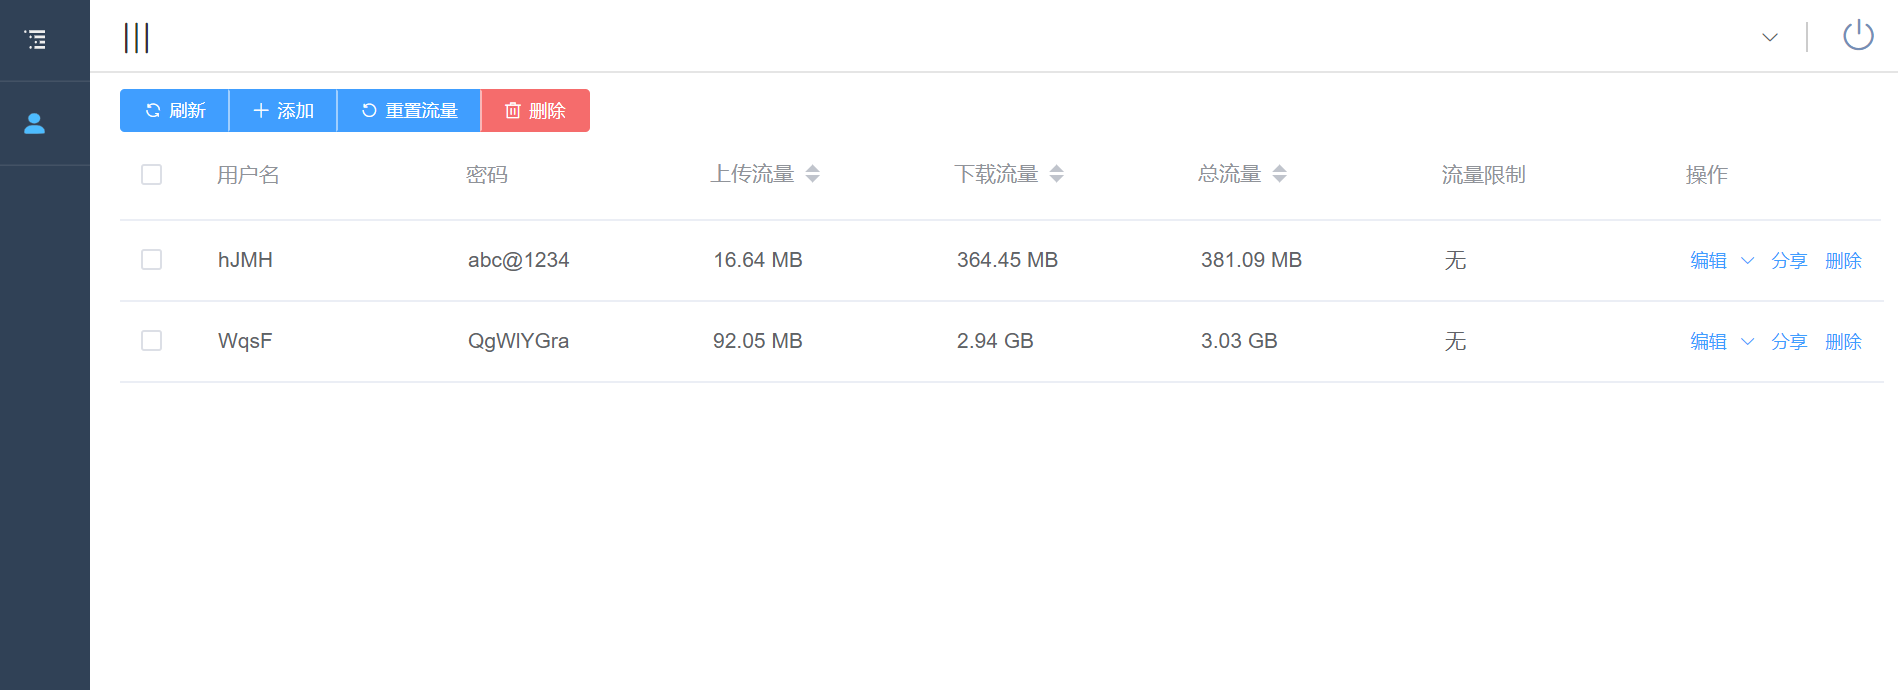 刷新 添加 重置流量 删除
用户名 密码 上传流量 下载流量 总流量 流量限制 操作
hJMH abc@1234 16.64 MB 364.45 MB 381.09 MB 无 编辑 分享 删除
WqsF QgWlYGra 92.05 MB 2.94 GB 3.03 GB 无 编辑 分享 删除